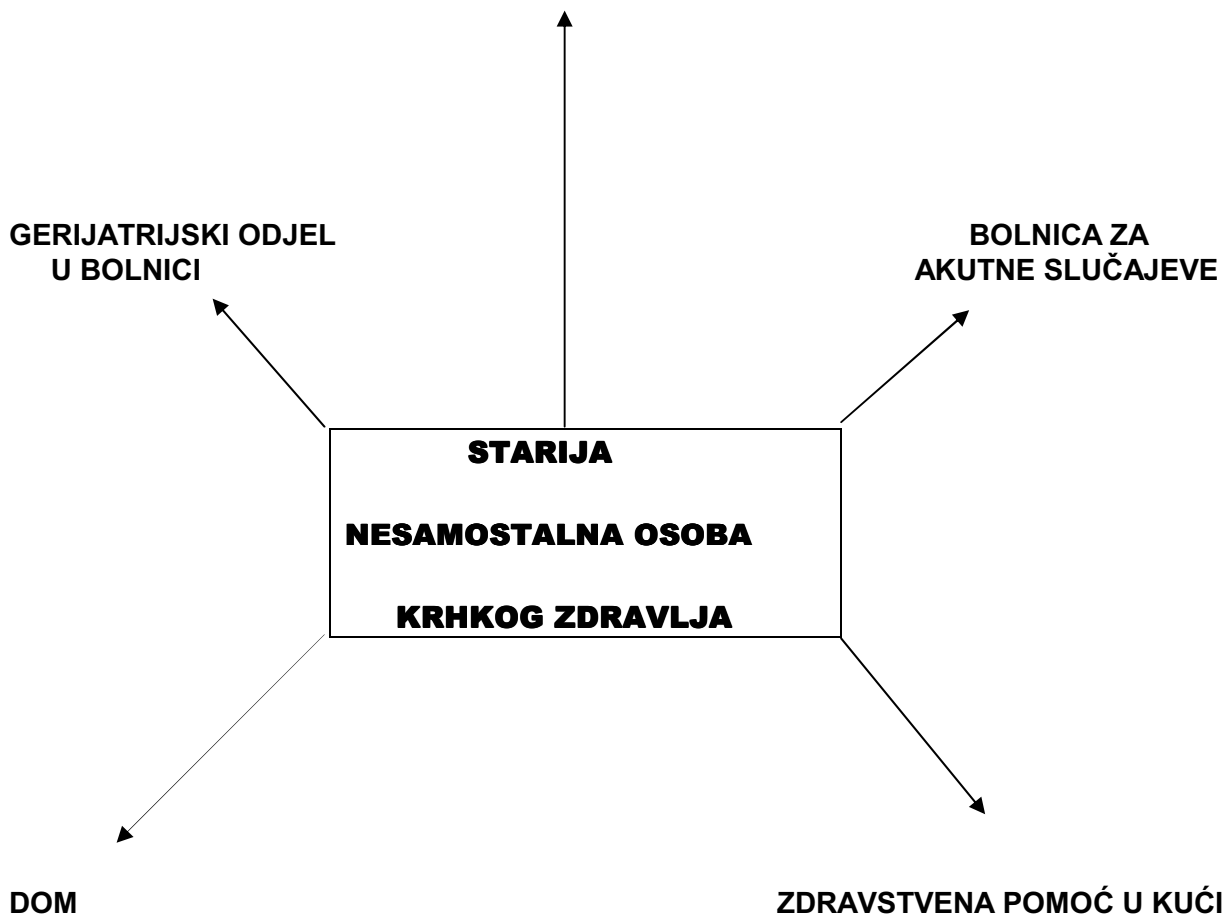 GERIJATRIJSKI ODJEL
U BOLNICI
BOLNICA ZA
AKUTNE SLUČAJEVE
STARIJA
NESAMOSTALNA OSOBA
KRHKOG ZDRAVLJA
DOM
ZDRAVSTVENA POMOĆ U KUĆI